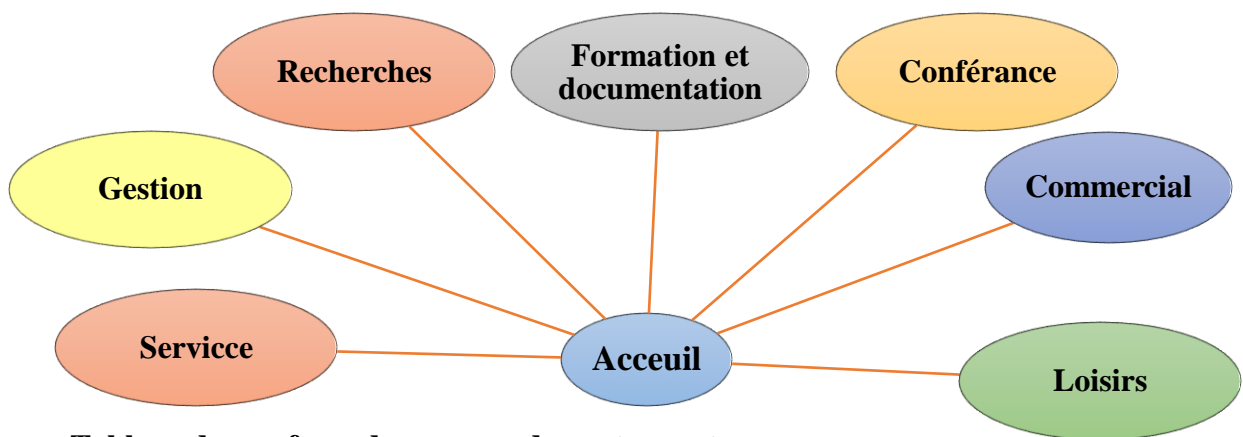 Recherches
Formation et
documentation
Conférance
Gestion
Commercial
Servicce
Acceuil
Loisirs